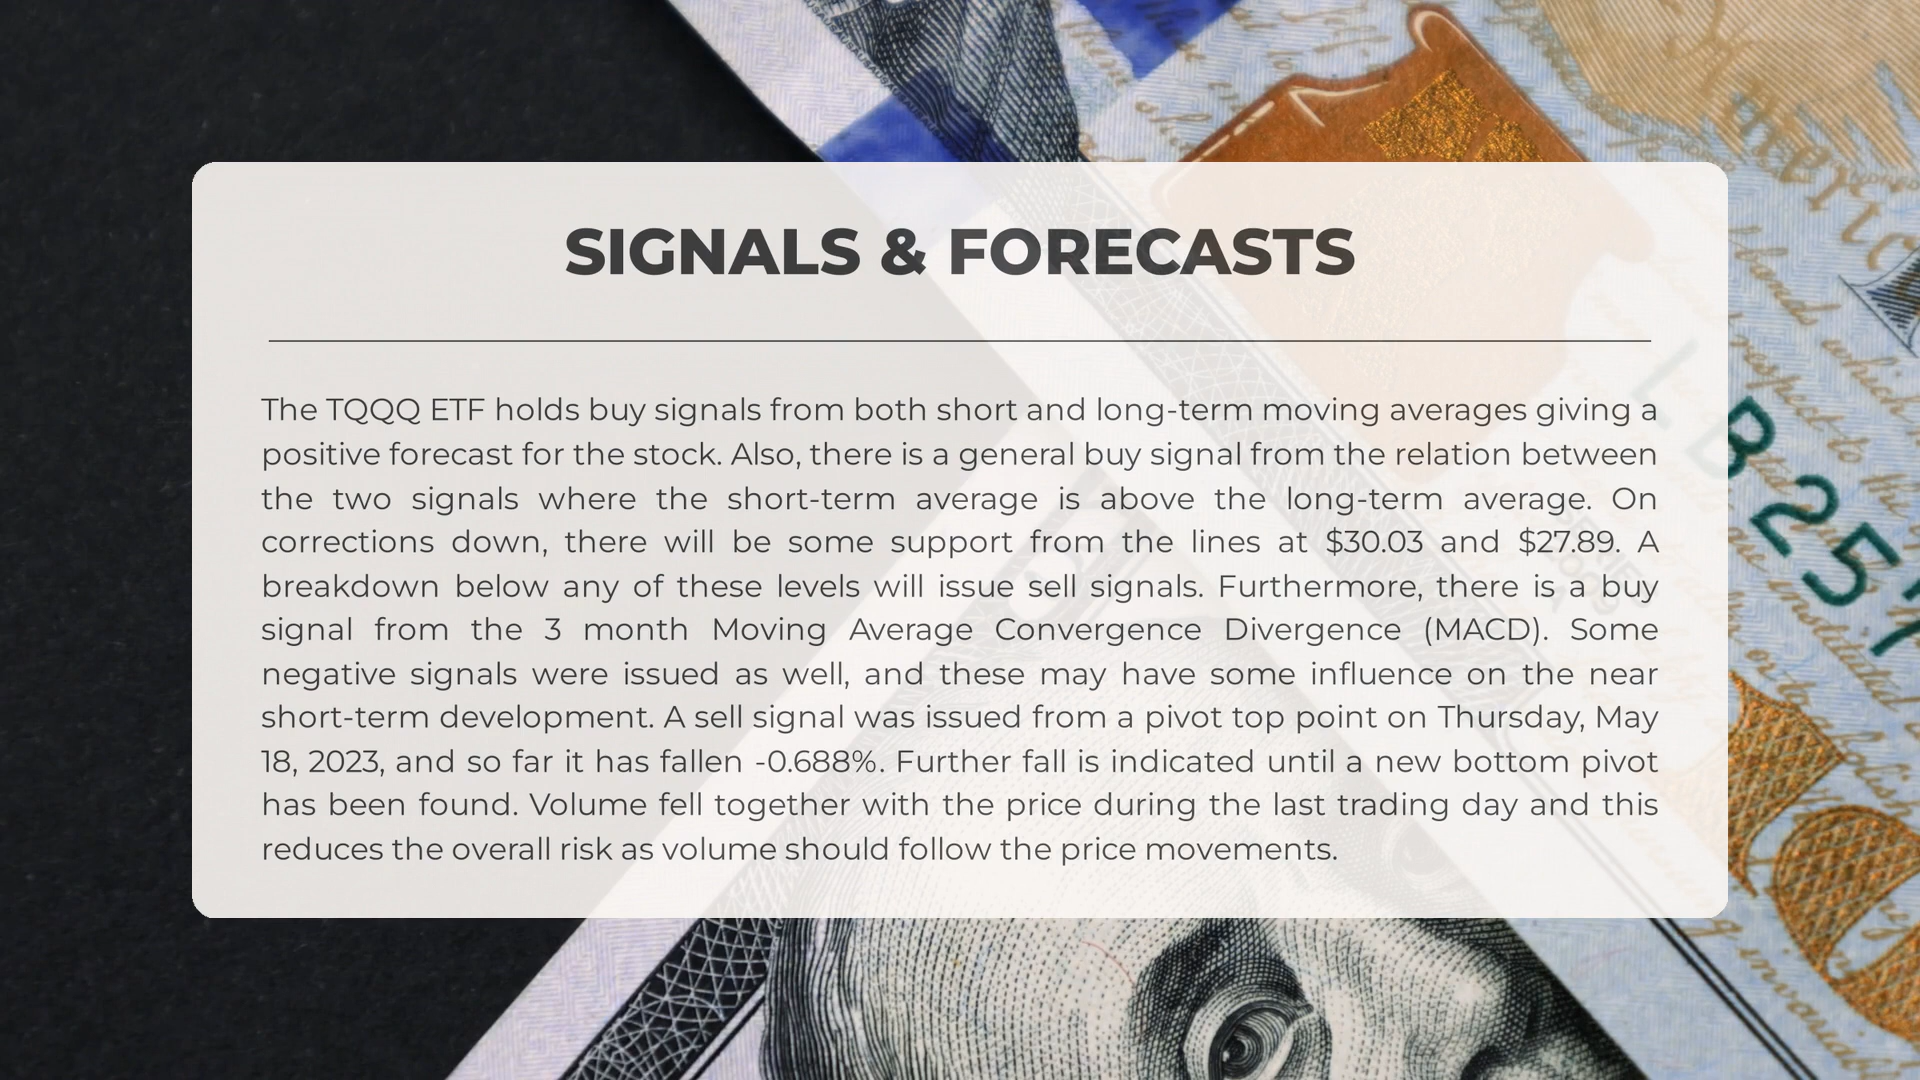 SIGNALS & FORECASTS
The TQQQ ETF holds buy signals from both short and long-term moving averages giving a
positive forecast for the stock. Also, there is a general buy signal from the relation between
the two signals where the short-term average is above the long-term average. On
corrections down, there will be some support from the lines at $30.03 and $27.89. A
breakdown below any of these levels will issue sell signals. Furthermore, there is a buy
signal from the 3 month Moving Average Convergence Divergence (MACD). Some
negative signals were issued as well, and these may have some influence on the near
short-term development. A sell signal was issued from a pivot top point on Thursday, May
18, 2023, and so far it has fallen -0.688%. Further fall is indicated until a new bottom pivot
has been found. Volume fell together with the price during the last trading day and this
reduces the overall risk as volume should follow the price movements.